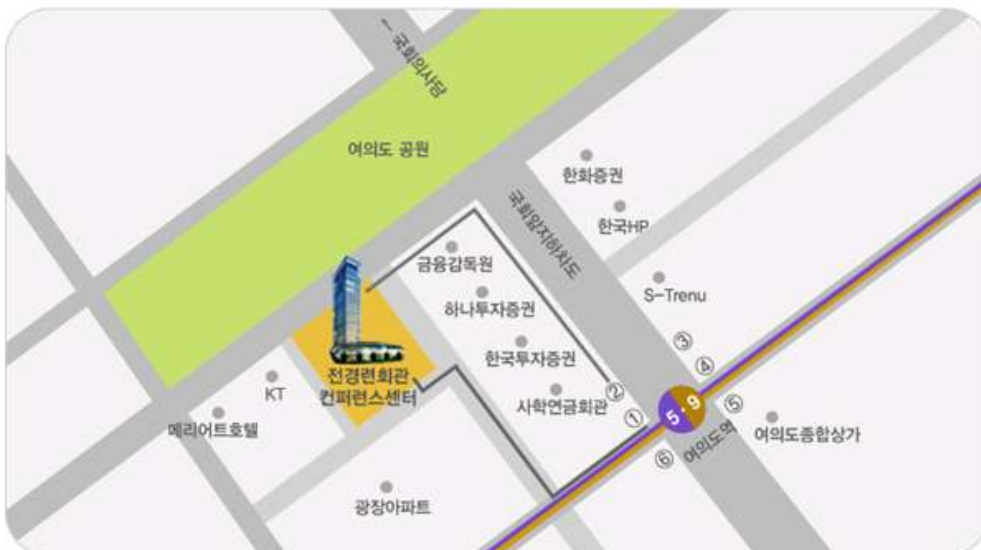 ← 국회의사당
여의도 공원
한화증권
한국HP
국회앞지하차도
금융감독원
S-Trenu
하나투자증권
한국투자증권
③
④
KT
전경련회관
컨퍼런스센터
사학연금회관
②
①
5·9
⑤
메리어트호텔
여의도역
여의도종합상가
⑥
광장아파트